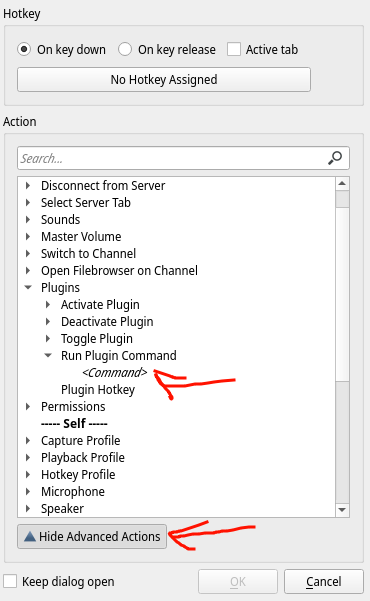 Hotkey
On key down On key release Active tab
No Hotkey Assigned
Action
Search...
Disconnect from Server
Select Server Tab
Sounds
Master Volume
Switch to Channel
Open Filebrowser on Channel
Plugins
Activate Plugin
Deactivate Plugin
Toggle Plugin
Run Plugin Command
<Command>
Plugin Hotkey
Permissions
----- Self -----
Capture Profile
Playback Profile
Hotkey Profile
Microphone
Speaker
Hide Advanced Actions
Keep dialog open OK Cancel